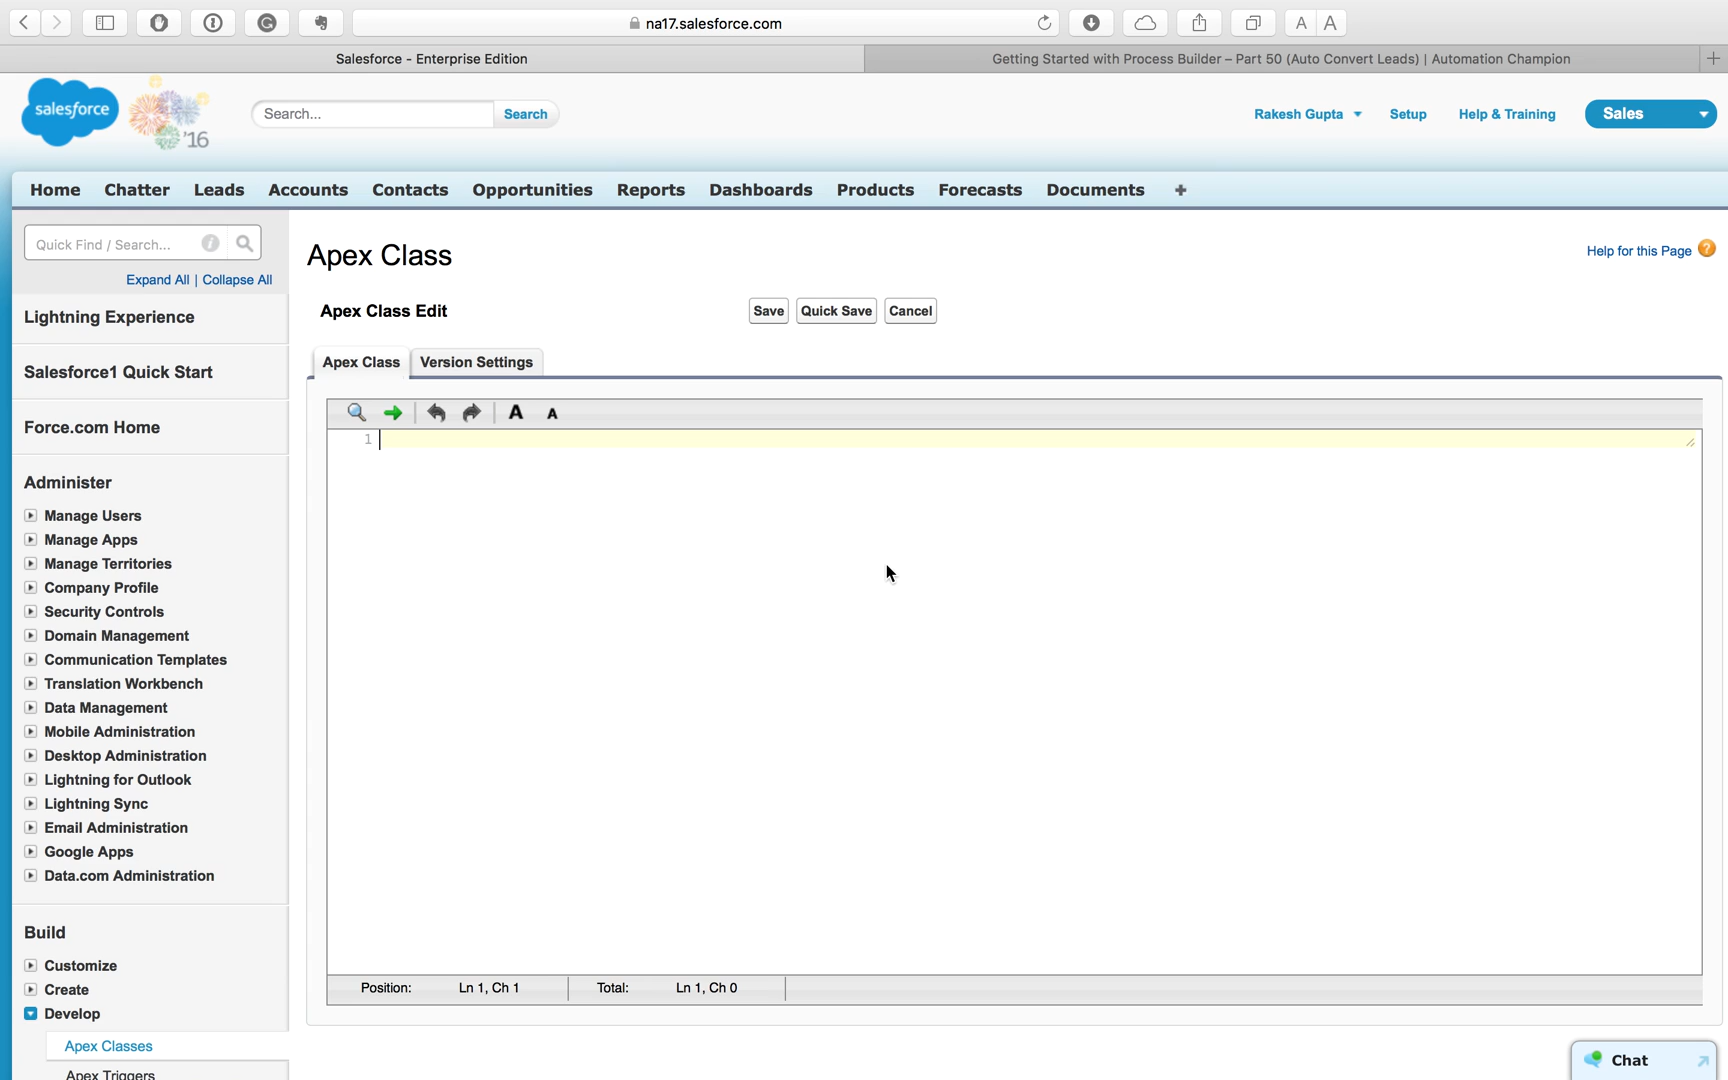 na17.salesforce.com
A A
Salesforce - Enterprise Edition
Getting Started with Process Builder – Part 50 (Auto Convert Leads) | Automation Champion
salesforce
'16
Search...
Search
Rakesh Gupta
Setup
Help & Training
Sales
Home Chatter Leads Accounts Contacts Opportunities Reports Dashboards Products Forecasts Documents +
Quick Find / Search...
Expand All | Collapse All
Lightning Experience
Salesforce1 Quick Start
Force.com Home
Administer
Manage Users
Manage Apps
Manage Territories
Company Profile
Security Controls
Domain Management
Communication Templates
Translation Workbench
Data Management
Mobile Administration
Desktop Administration
Lightning for Outlook
Lightning Sync
Email Administration
Google Apps
Data.com Administration
Build
Customize
Create
Develop
Apex Classes
Apex Triggers
Apex Class
Help for this Page ?
Apex Class Edit
Save
Quick Save
Cancel
Apex Class
Version Settings
A A
1
Position: Ln 1, Ch 1
Total: Ln 1, Ch 0
Chat